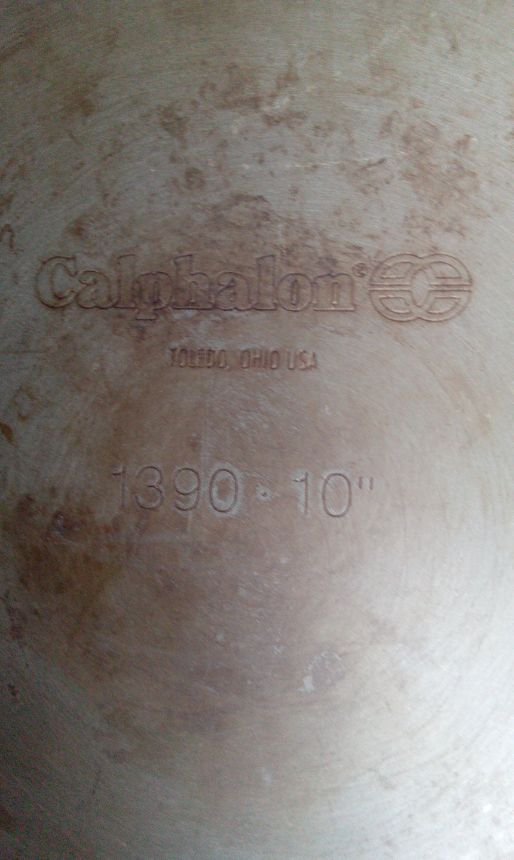 Calphalon®
TOLEDO, OHIO USA
1390 · 10"